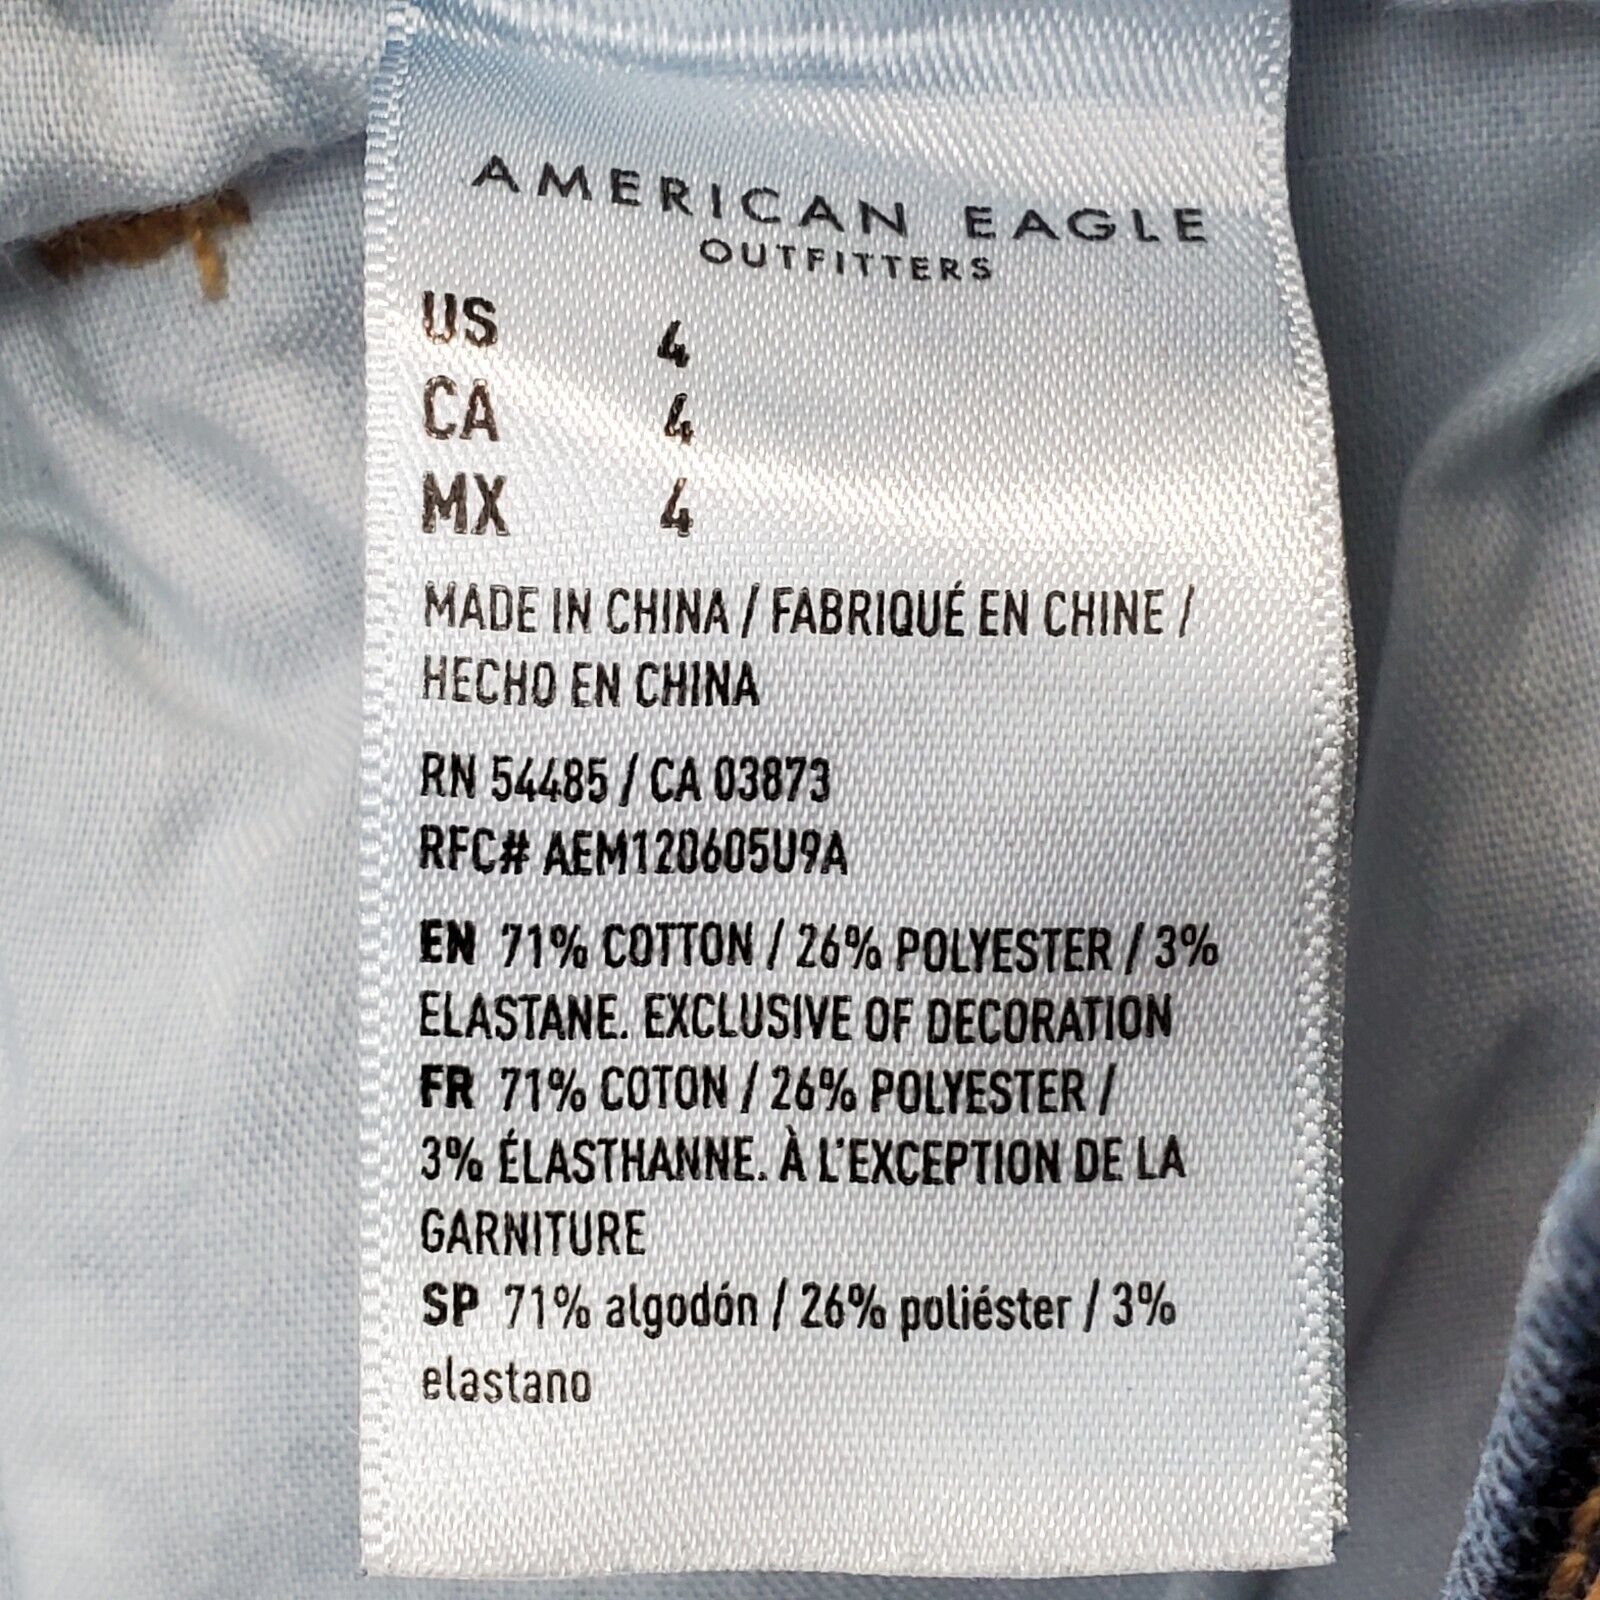 AMERICAN EAGLE
OUTFITTERS
US 4
CA 4
MX 4
MADE IN CHINA / FABRIQUÉ EN CHINE /
HECHO EN CHINA
RN 54485 / CA 03873
RFC# AEM120605U9A
EN 71% COTTON / 26% POLYESTER / 3%
ELASTANE. EXCLUSIVE OF DECORATION
FR 71% COTON / 26% POLYESTER /
3% ÉLASTHANNE. À L'EXCEPTION DE LA
GARNITURE
SP 71% algodón / 26% poliéster / 3%
elastano